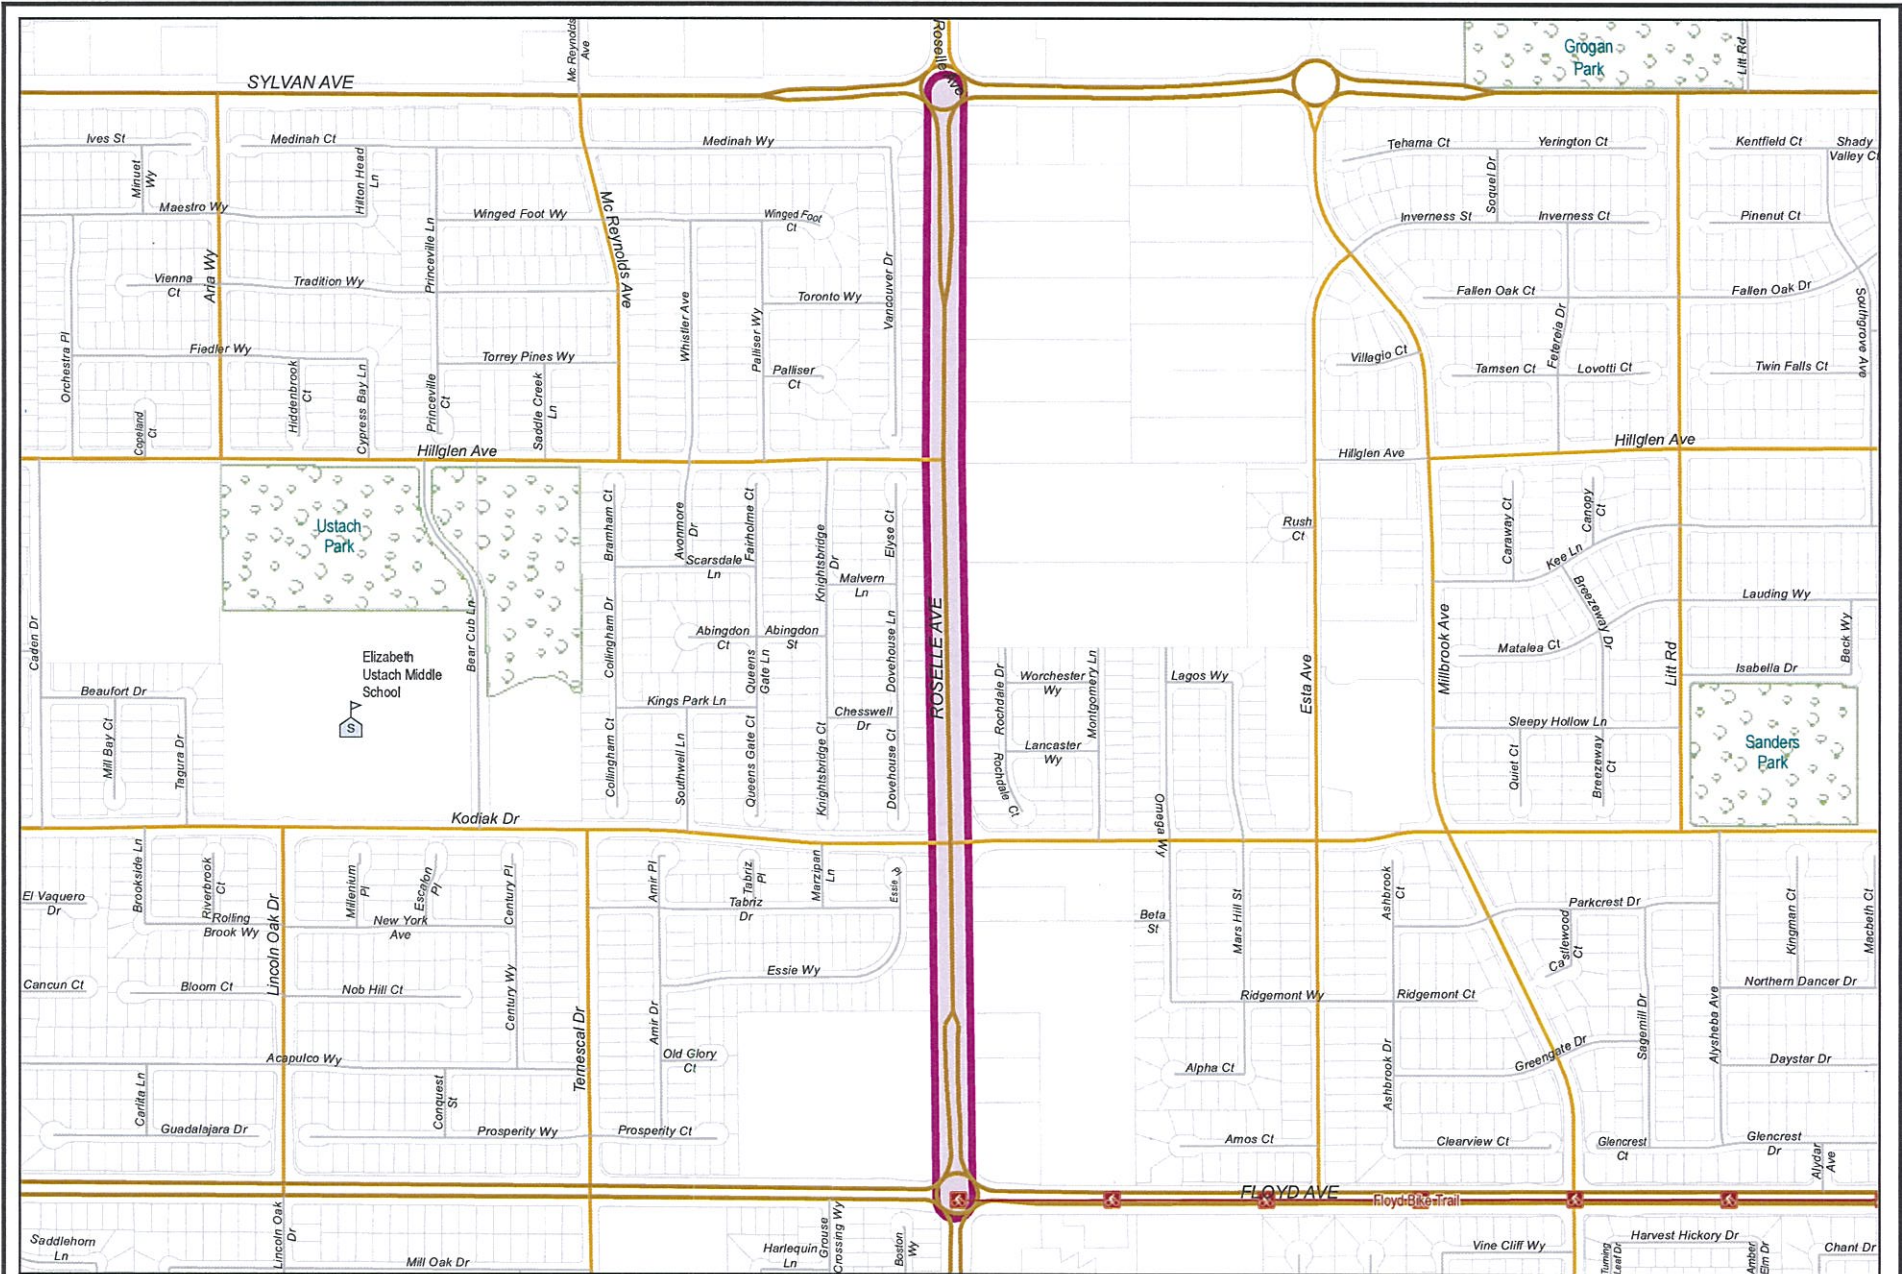 Mc Reynolds
Ave
Roselle Ave
Grogan
Park
Litt Rd
SYLVAN AVE
Ives St
Medinah Ct
Medinah Wy
Tehama Ct
Yerington Ct
Kentfield Ct
Shady
Valley Ct
Minuet
Wy
Hilton Head
Ln
Soquel Dr
Maestro Wy
Winged Foot Wy
Winged Foot
Ct
Mc Reynolds Ave
Inverness St
Inverness Ct
Pinenut Ct
Princeville Ln
Aria Wy
Vienna
Ct
Tradition Wy
Toronto Wy
Vancouver Dr
Fallen Oak Ct
Fallen Oak Dr
Southgrove Ave
Orchestra Pl
Whistler Ave
Palliser Wy
Fetereia Dr
Fiedler Wy
Torrey Pines Wy
Villagio Ct
Palliser
Ct
Tamsen Ct
Lovotti Ct
Twin Falls Ct
Hiddenbrook
Ct
Cypress Bay Ln
Princeville
Ct
Saddle Creek
Ln
Copeland
Ct
Hillglen Ave
Hillglen Ave
Hillglen Ave
Ustach
Park
Bramham Ct
Avonmore
Dr
Fairholme Ct
Knightsbridge
Dr
Elyse Ct
Rush
Ct
Caraway Ct
Canopy
Ct
Kee Ln
Scarsdale
Ln
Malvern
Ln
Breezeway Dr
Lauding Wy
Caden Dr
Bear Cub Ln
Collingham Dr
Abingdon
Ct
Abingdon
St
Queens
Gate Ln
Dovehouse Ln
ROSELLE AVE
Millbrook Ave
Matalea Ct
Litt Rd
Beck Wy
Isabella Dr
Elizabeth
Ustach Middle
School
S
Beaufort Dr
Kings Park Ln
Chesswell
Dr
Rochdale Dr
Worchester
Wy
Montgomery Ln
Lagos Wy
Esta Ave
Sleepy Hollow Ln
Sanders
Park
Mill Bay Ct
Tagura Dr
Collingham Ct
Southwell Ln
Queens Gate Ct
Knightsbridge Ct
Dovehouse Ct
Lancaster
Wy
Rochdale Ct
Omega Wy
Quiet Ct
Breezeway
Ct
Kodiak Dr
Brookside Ln
Riverbrook
Ct
Millenium
Pl
Escalon
Pl
Century Pl
Amir Pl
Tabriz
Pl
Marzipan
Ln
Essie Pl
Ashbrook
Ct
El Vaquero
Dr
Rolling
Brook Wy
Lincoln Oak Dr
New York
Ave
Tabriz
Dr
Beta
St
Mars Hill St
Parkcrest Dr
Castlewood
Ct
Kingman Ct
Macbeth Ct
Cancun Ct
Bloom Ct
Nob Hill Ct
Century Wy
Essie Wy
Ridgemont Wy
Ridgemont Ct
Northern Dancer Dr
Temescal Dr
Amir Dr
Sagemill Dr
Alysheba Ave
Acapulco Wy
Old Glory
Ct
Alpha Ct
Ashbrook Dr
Greengate Dr
Daystar Dr
Carlita Ln
Conquest
St
Guadalajara Dr
Prosperity Wy
Prosperity Ct
Amos Ct
Clearview Ct
Glencrest
Ct
Glencrest
Dr
Alydar
Ave
FLOYD AVE
Floyd Bike Trail
Saddlehorn
Ln
Lincoln Oak
Dr
Mill Oak Dr
Harlequin
Ln
Grouse
Crossing Wy
Boston
Wy
Vine Cliff Wy
Turning
Leaf Dr
Harvest Hickory Dr
Amber
Elm Dr
Chant Dr